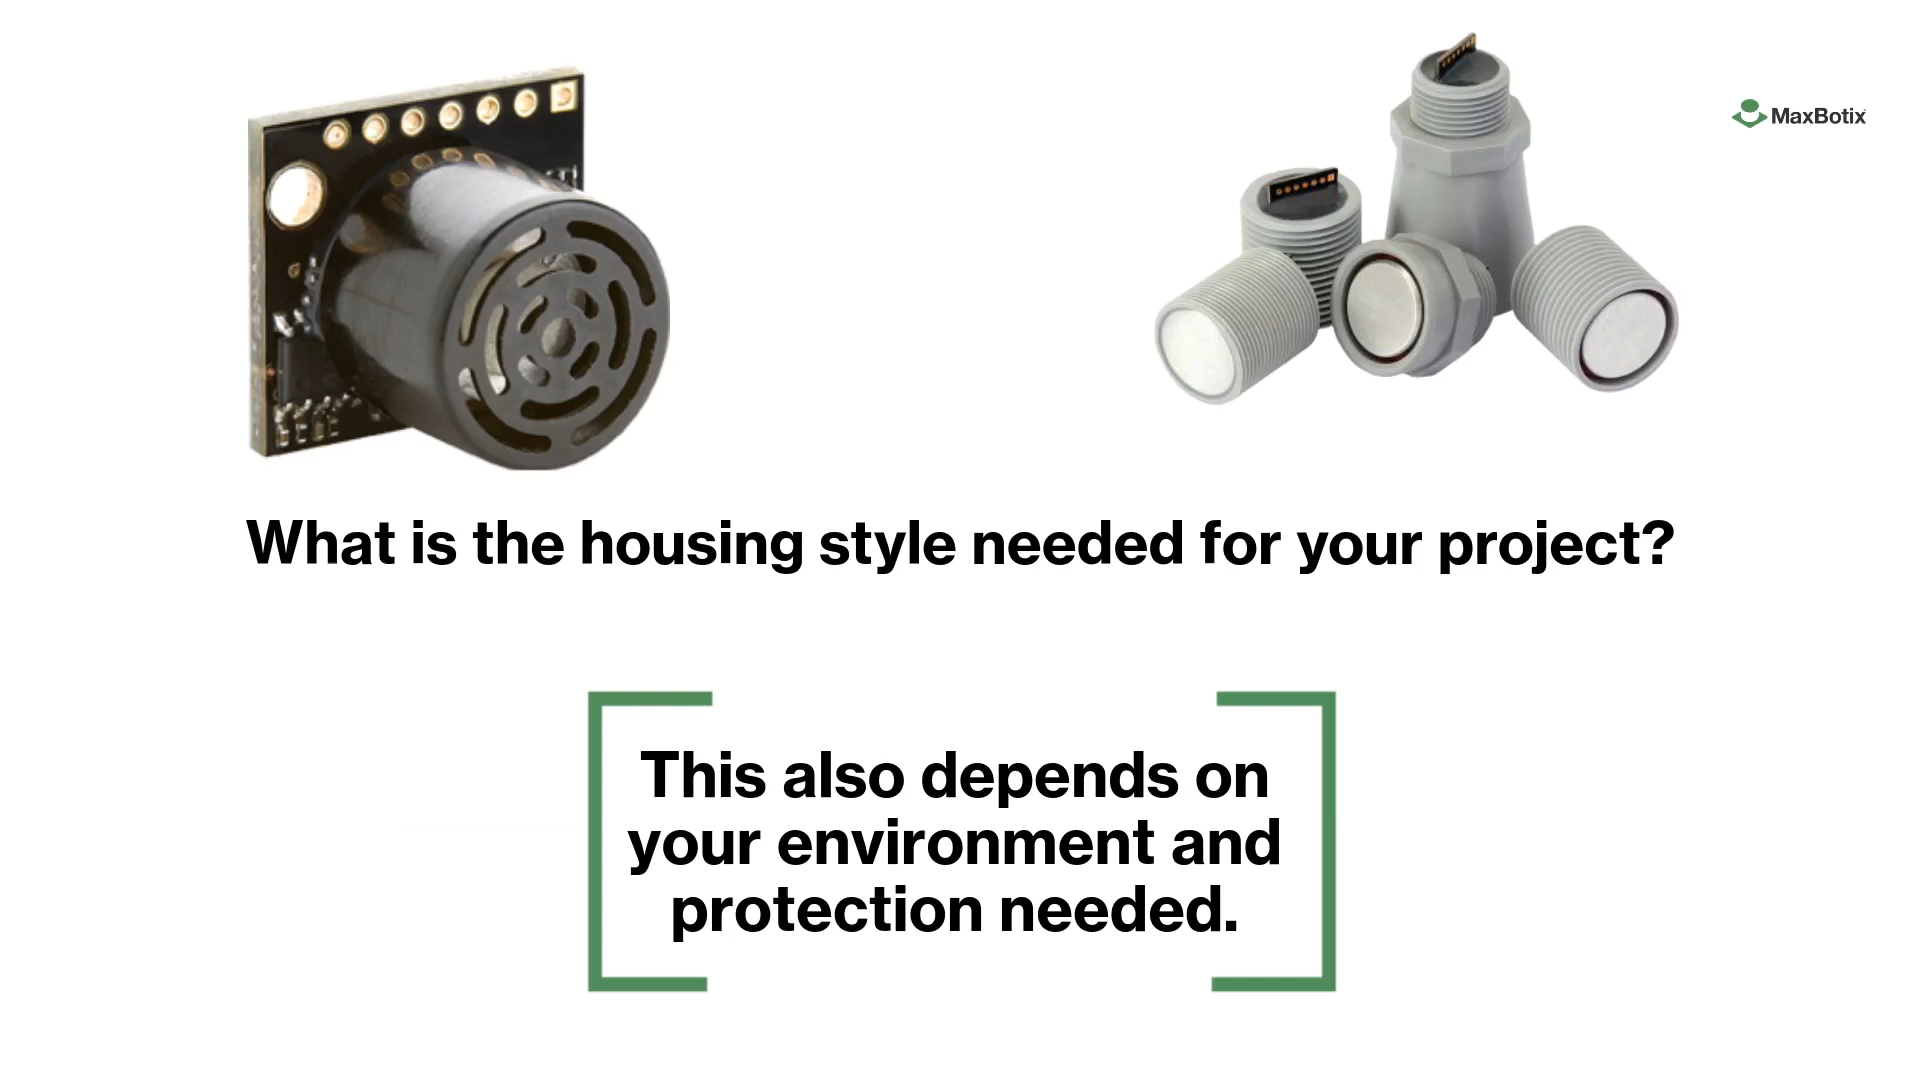 MaxBotix
What is the housing style needed for your project?
This also depends on
your environment and
protection needed.